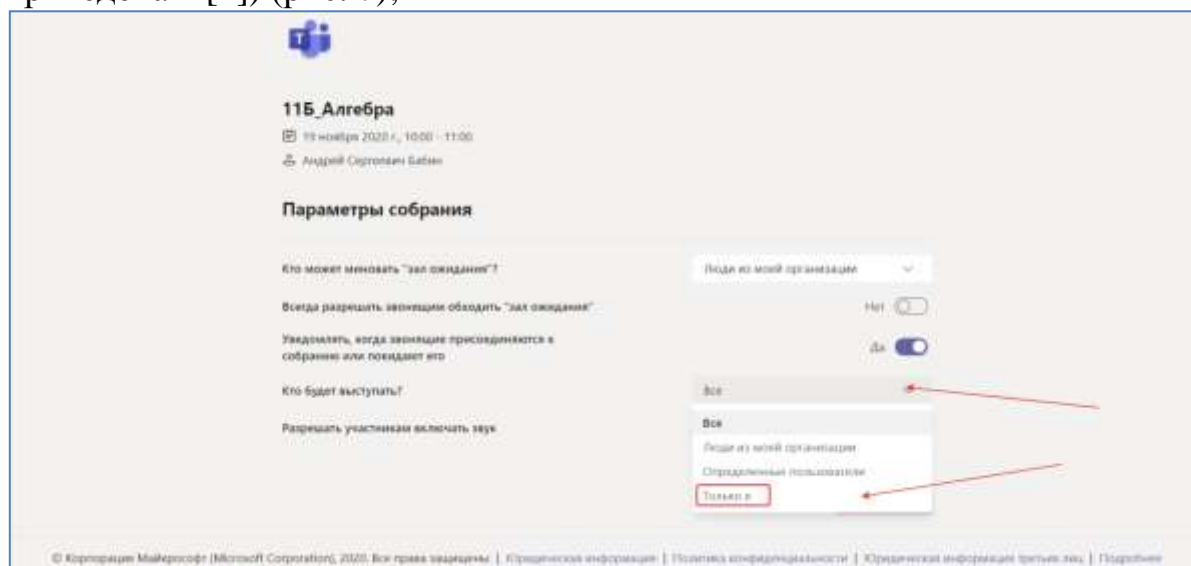 11Б_Алгебра
19 ноября 2020 г., 10:00 - 11:00
Андрей Сергеевич Бабин
Параметры собрания
Кто может миновать "зал ожидания"?
Люди из моей организации
Всегда разрешать звонящим обходить "зал ожидания"
Нет
Уведомлять, когда звонящие присоединяются к
собранию или покидают его
Да
Кто будет выступать?
Все
Разрешать участникам включать звук
Все
Люди из моей организации
Определенные пользователи
Только я
© Корпорация Майкрософт (Microsoft Corporation), 2020. Все права защищены. | Юридическая информация | Политика конфиденциальности | Юридическая информация третьих лиц | Подробнее